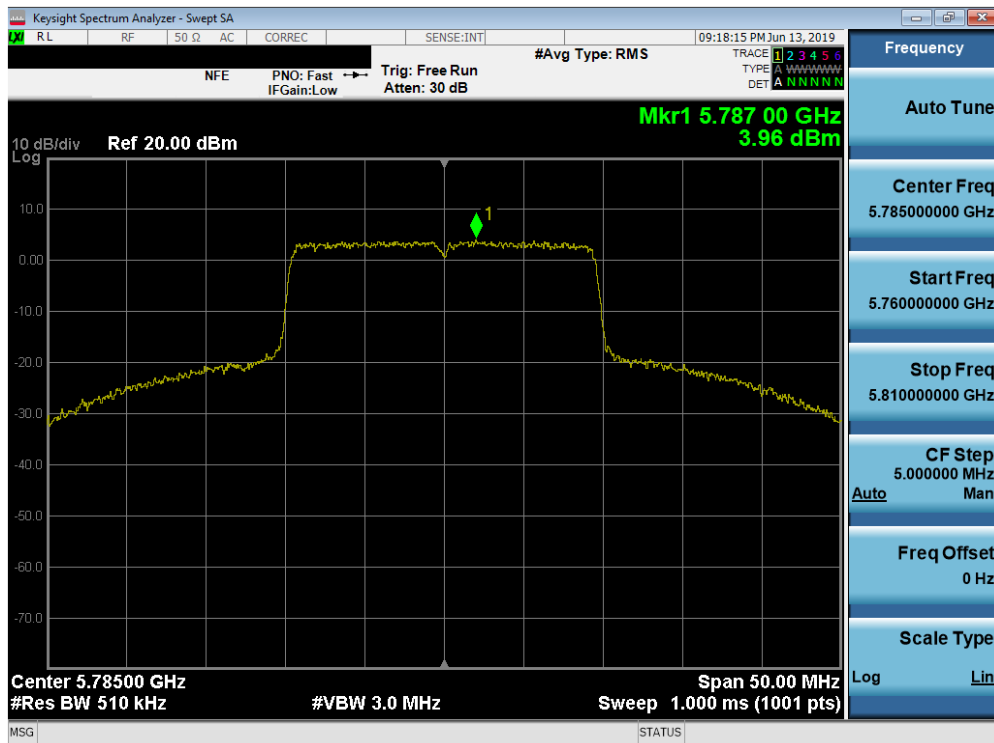 Keysight Spectrum Analyzer - Swept SA
LXI RL RF 50 Ω AC CORREC SENSE:INT 09:18:15 PM Jun 13, 2019
#Avg Type: RMS TRACE 1 2 3 4 5 6
NFE PNO: Fast Trig: Free Run TYPE A WWWWW
IFGain:Low Atten: 30 dB DET A N N N N N
Mkr1 5.787 00 GHz
3.96 dBm
10 dB/div Ref 20.00 dBm
Log
1
10.0
0.00
-10.0
-20.0
-30.0
-40.0
-50.0
-60.0
-70.0
Center 5.78500 GHz Span 50.00 MHz
#Res BW 510 kHz #VBW 3.0 MHz Sweep 1.000 ms (1001 pts)
MSG STATUS
Frequency
Auto Tune
Center Freq
5.785000000 GHz
Start Freq
5.760000000 GHz
Stop Freq
5.810000000 GHz
CF Step
5.000000 MHz
Auto Man
Freq Offset
0 Hz
Scale Type
Log Lin